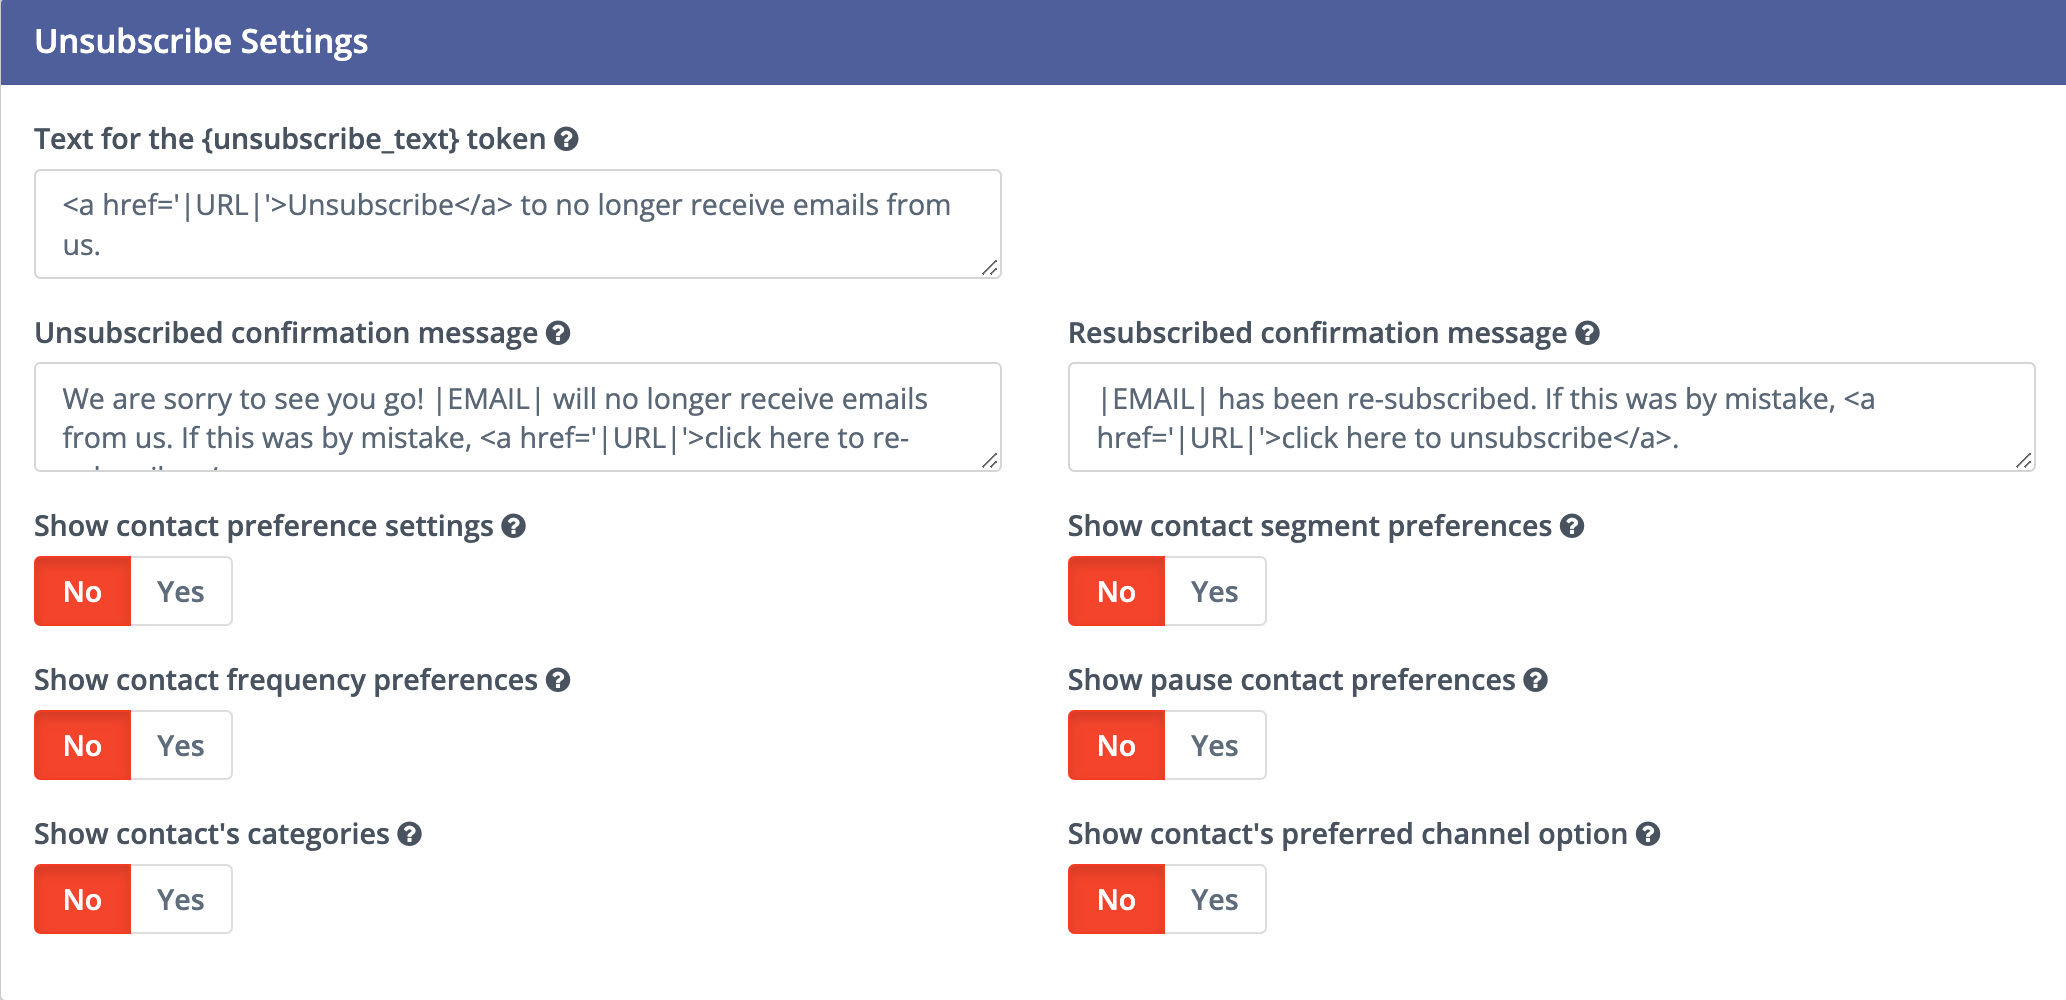 Unsubscribe Settings
Text for the {unsubscribe_text} token
<a href='|URL|'>Unsubscribe</a> to no longer receive emails from
us.
Unsubscribed confirmation message
We are sorry to see you go! |EMAIL| will no longer receive emails
from us. If this was by mistake, <a href='|URL|'>click here to re-
Resubscribed confirmation message
|EMAIL| has been re-subscribed. If this was by mistake, <a
href='|URL|'>click here to unsubscribe</a>.
Show contact preference settings
No Yes
Show contact segment preferences
No Yes
Show contact frequency preferences
No Yes
Show pause contact preferences
No Yes
Show contact's categories
No Yes
Show contact's preferred channel option
No Yes